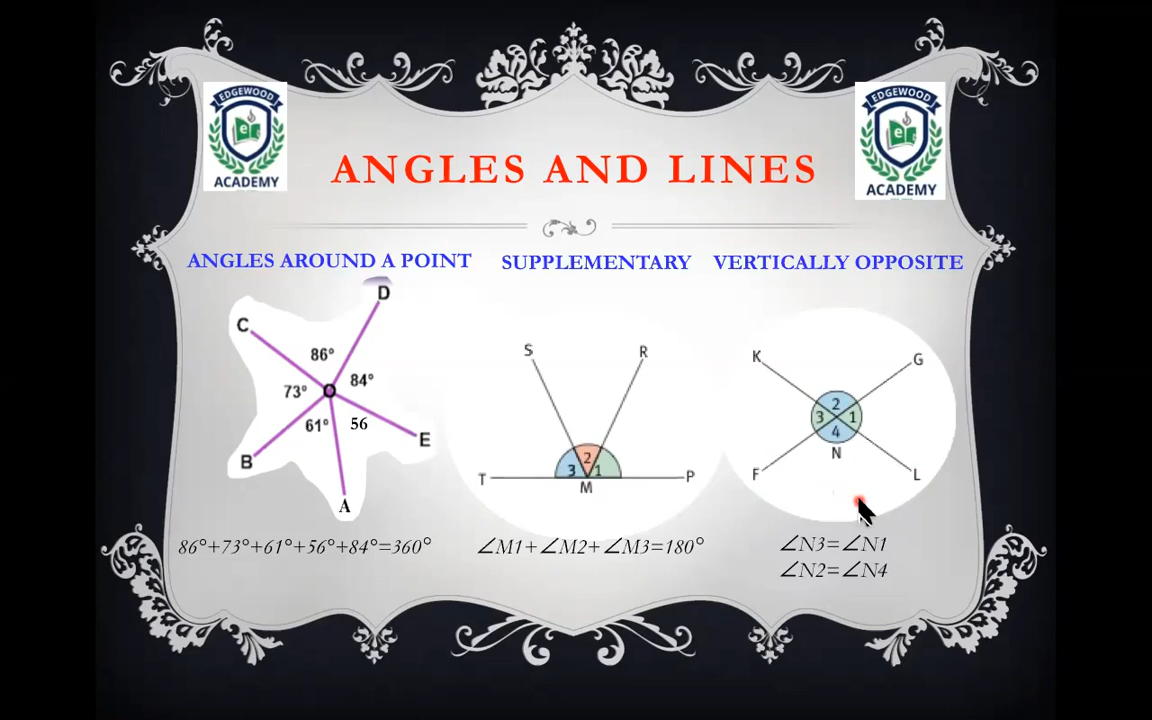 EDGEWOOD
e
ACADEMY
EDGEWOOD
e
ACADEMY
ANGLES AND LINES
ANGLES AROUND A POINT
D
C
86°
84°
O
73°
61°
56
E
B
A
86°+73°+61°+56°+84°=360°
SUPPLEMENTARY
S
R
2
3
1
T
P
M
∠M1+∠M2+∠M3=180°
VERTICALLY OPPOSITE
K
G
2
3
1
4
N
F
L
∠N3=∠N1
∠N2=∠N4